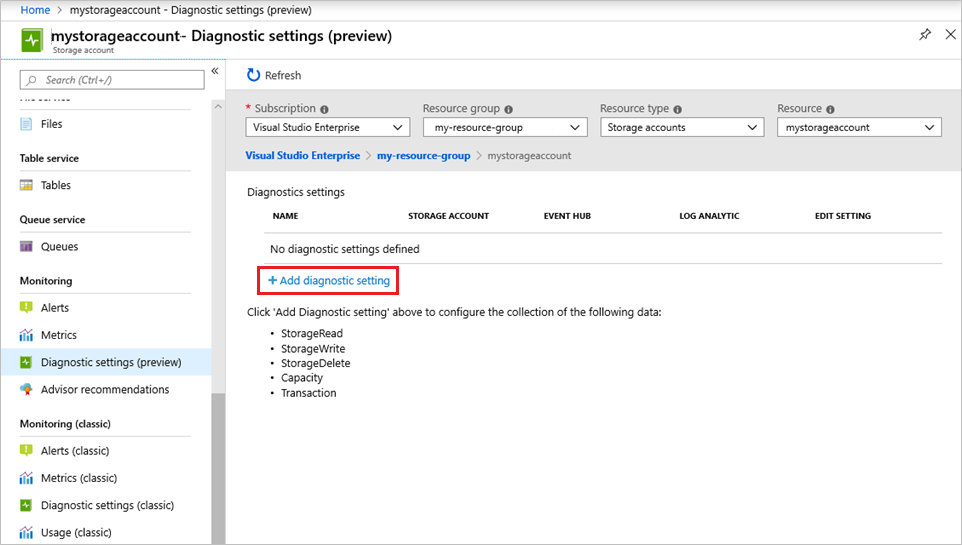 Home > mystorageaccount - Diagnostic settings (preview)
mystorageaccount- Diagnostic settings (preview)
Storage account
Search (Ctrl+/)
«
Files
Table service
Tables
Queue service
Queues
Monitoring
Alerts
Metrics
Diagnostic settings (preview)
Advisor recommendations
Monitoring (classic)
Alerts (classic)
Metrics (classic)
Diagnostic settings (classic)
Usage (classic)
Refresh
* Subscription Resource group Resource type Resource
Visual Studio Enterprise my-resource-group Storage accounts mystorageaccount
Visual Studio Enterprise > my-resource-group > mystorageaccount
Diagnostics settings
NAME STORAGE ACCOUNT EVENT HUB LOG ANALYTIC EDIT SETTING
No diagnostic settings defined
+ Add diagnostic setting
Click 'Add Diagnostic setting' above to configure the collection of the following data:
• StorageRead
• StorageWrite
• StorageDelete
• Capacity
• Transaction